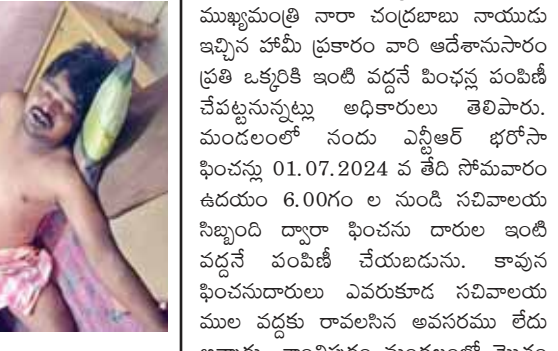 ముఖ్యమంత్రి నారా చంద్రబాబు నాయుడు
ఇచ్చిన హామీ ప్రకారం వారి ఆదేశానుసారం
ప్రతి ఒక్కరికి ఇంటి వద్దనే పింఛన్ల పంపిణీ
చేపట్టనున్నట్లు అధికారులు తెలిపారు.
మండలంలో నందు ఎన్టీఆర్ భరోసా
ఫించన్లు 01.07.2024 వ తేది సోమవారం
ఉదయం 6.00గం ల నుండి సచివాలయ
సిబ్బంది ద్వారా ఫించను దారుల ఇంటి
వద్దనే పంపిణీ చేయబడును. కావున
ఫించనుదారులు ఎవరుకూడ సచివాలయ
ముల వద్దకు రావలసిన అవసరము లేదు